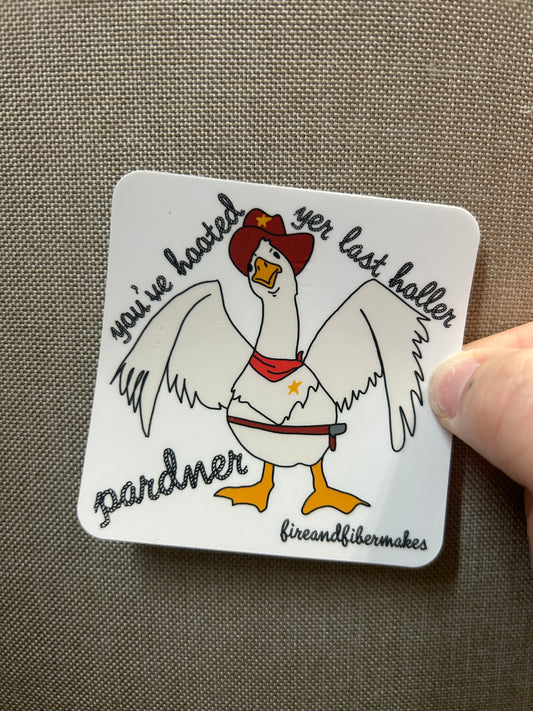 you've hooted
yer last holler
pardner
fireandfibermakes